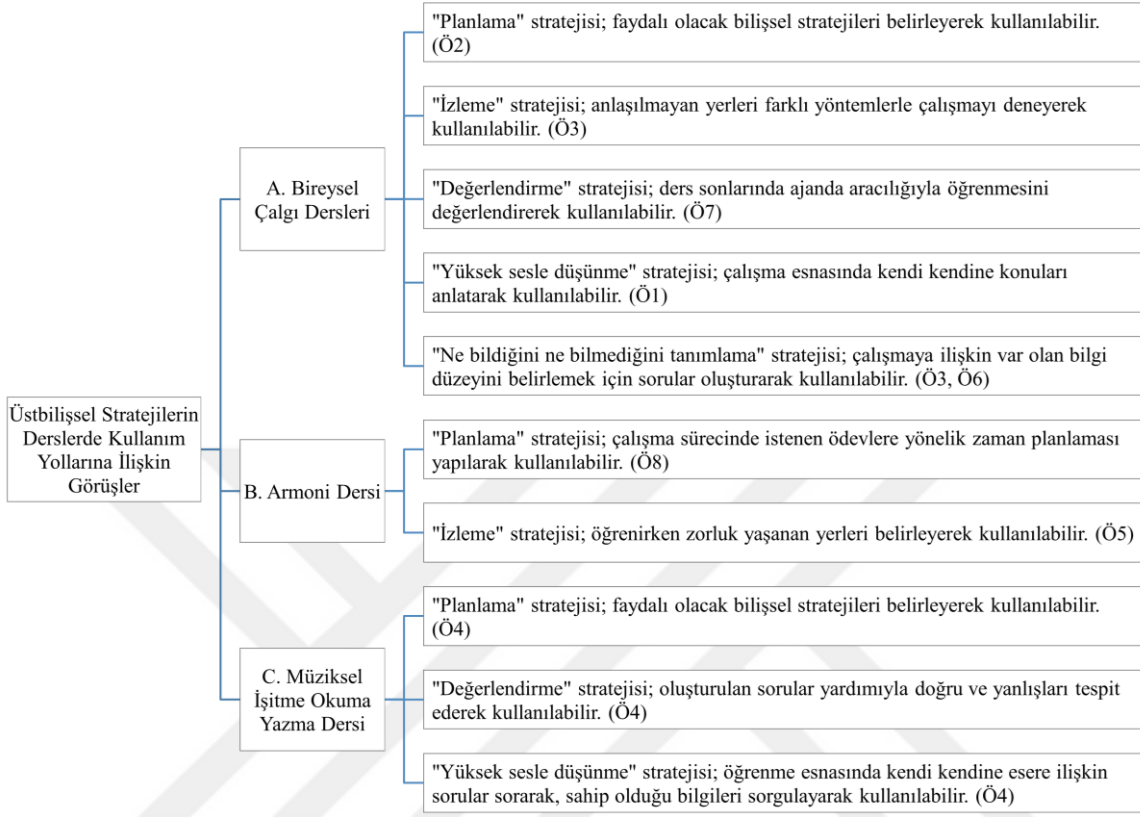 Üstbilişsel Stratejilerin
Derslerde Kullanım
Yollarına İlişkin
Görüşler
A. Bireysel
Çalgı Dersleri
"Planlama" stratejisi; faydalı olacak bilişsel stratejileri belirleyerek kullanılabilir.
(Ö2)
"İzleme" stratejisi; anlaşılmayan yerleri farklı yöntemlerle çalışmayı deneyerek
kullanılabilir. (Ö3)
"Değerlendirme" stratejisi; ders sonlarında ajanda aracılığıyla öğrenmesini
değerlendirerek kullanılabilir. (Ö7)
"Yüksek sesle düşünme" stratejisi; çalışma esnasında kendi kendine konuları
anlatarak kullanılabilir. (Ö1)
"Ne bildiğini ne bilmediğini tanımlama" stratejisi; çalışmaya ilişkin var olan bilgi
düzeyini belirlemek için sorular oluşturarak kullanılabilir. (Ö3, Ö6)
B. Armoni Dersi
"Planlama" stratejisi; çalışma sürecinde istenen ödevlere yönelik zaman planlaması
yapılarak kullanılabilir. (Ö8)
"İzleme" stratejisi; öğrenirken zorluk yaşanan yerleri belirleyerek kullanılabilir. (Ö5)
C. Müziksel
İşitme Okuma
Yazma Dersi
"Planlama" stratejisi; faydalı olacak bilişsel stratejileri belirleyerek kullanılabilir.
(Ö4)
"Değerlendirme" stratejisi; oluşturulan sorular yardımıyla doğru ve yanlışları tespit
ederek kullanılabilir. (Ö4)
"Yüksek sesle düşünme" stratejisi; öğrenme esnasında kendi kendine esere ilişkin
sorular sorarak, sahip olduğu bilgileri sorgulayarak kullanılabilir. (Ö4)